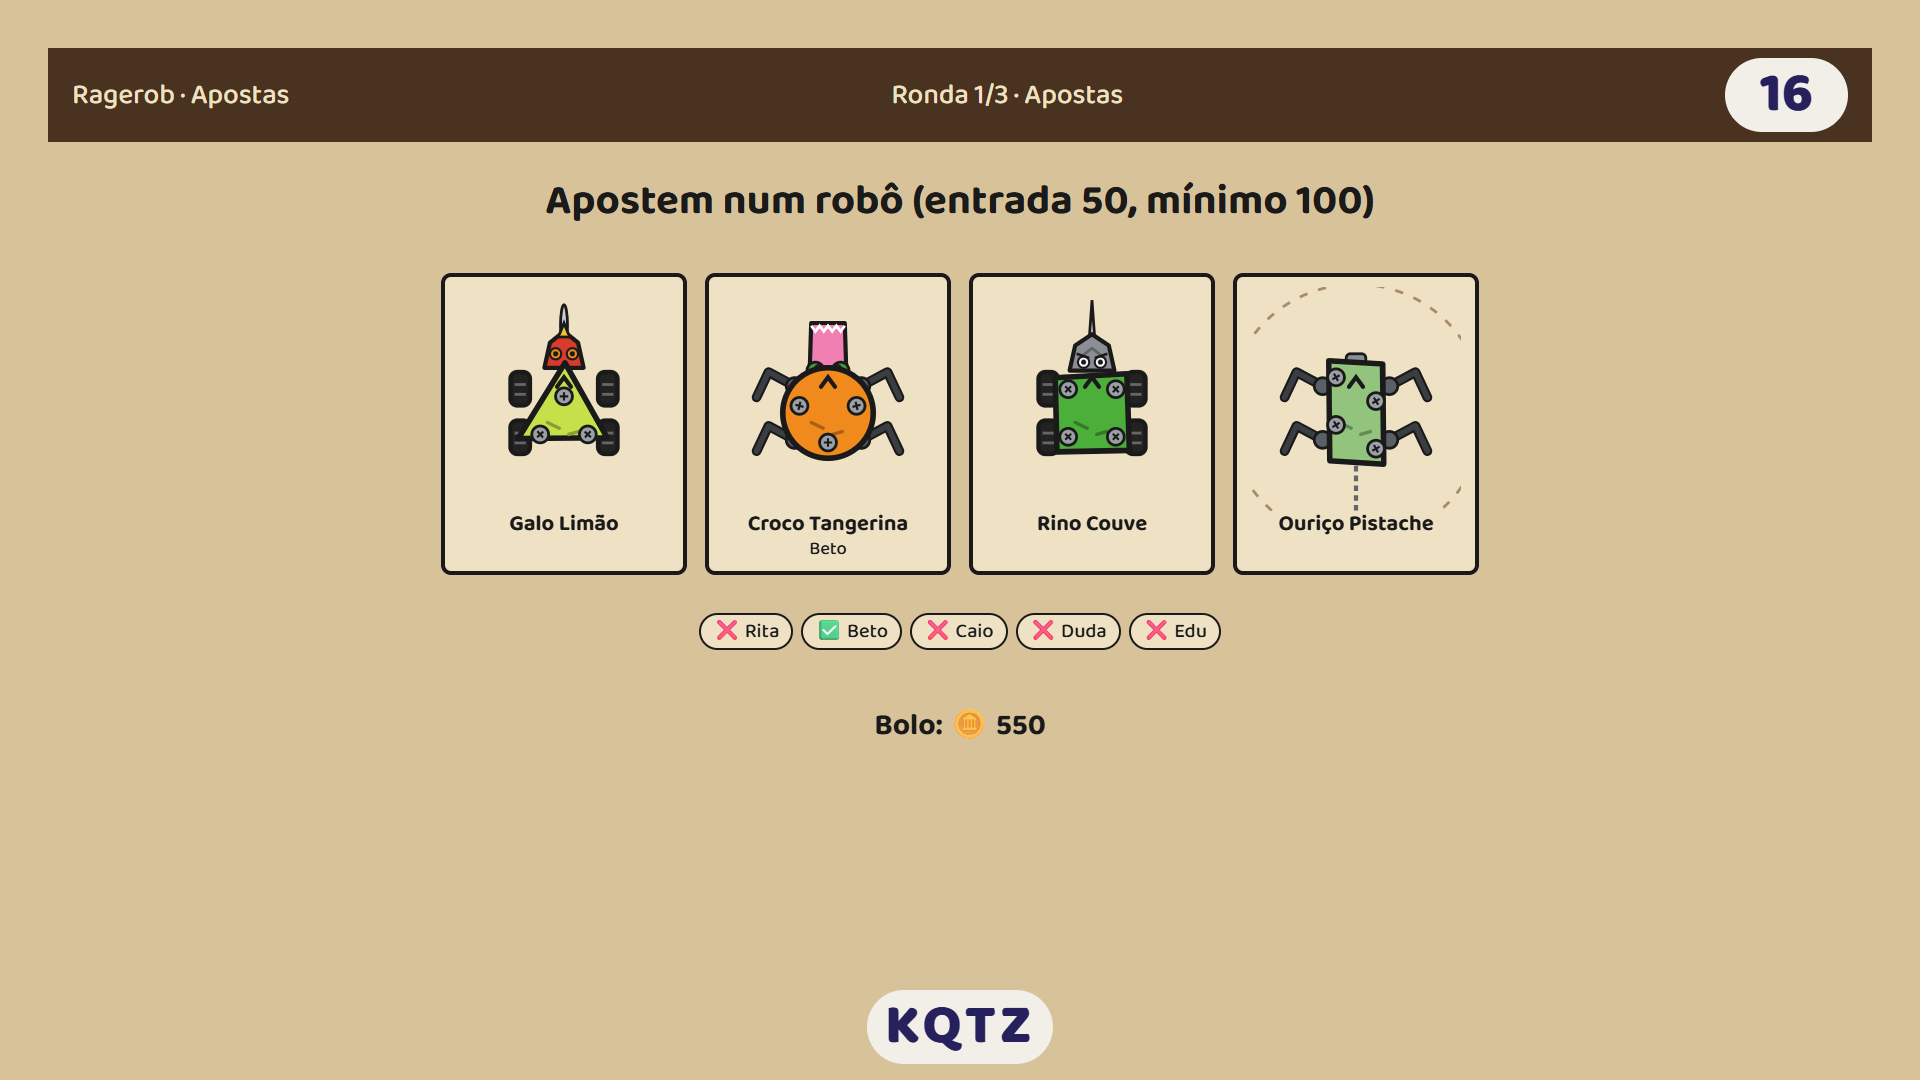 Ragerob · Apostas
Ronda 1/3 · Apostas
16
Apostem num robô (entrada 50, mínimo 100)
Galo Limão
Croco Tangerina
Beto
Rino Couve
Ouriço Pistache
Rita
Beto
Caio
Duda
Edu
Bolo: 550
KQTZ